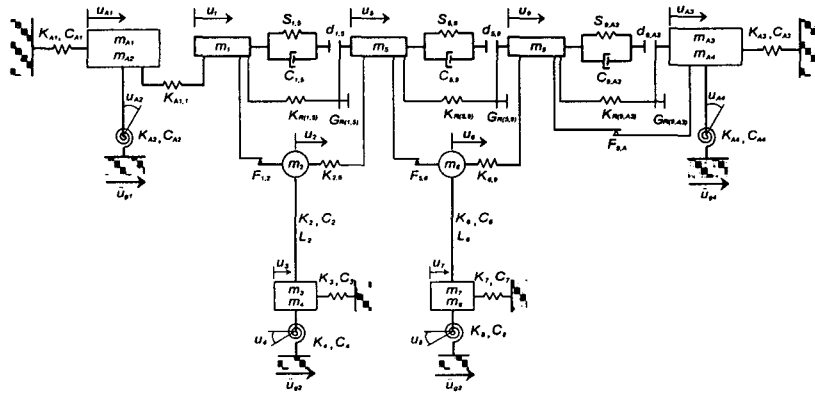 u_A1 u_1 u_5 u_9 u_A3
K_A1, C_A1 m_A1 m_A2 m_1 S_1,5 d_1,5 m_5 S_5,9 d_5,9 m_9 S_9,A3 d_9,A3 m_A3 m_A4 K_A3, C_A3
C_1,5 C_5,9 C_9,A3
K_A1,1 K_R(1,5) G_R(1,5) K_R(5,9) G_R(5,9) K_R(9,A3) G_R(9,A3)
u_A2 u_2 u_6 u_A4
K_A2, C_A2 F_9,A K_A4, C_A4
m_2 m_6
F_1,2 K_2,5 F_5,6 K_6,9
ü_g1 ü_g4
K_2, C_2 K_6, C_6
L_2 L_6
u_3 u_7
K_3, C_3 K_7, C_7
m_3 m_7
m_4 m_8
u_4 u_8
K_4, C_4 K_8, C_8
ü_g2